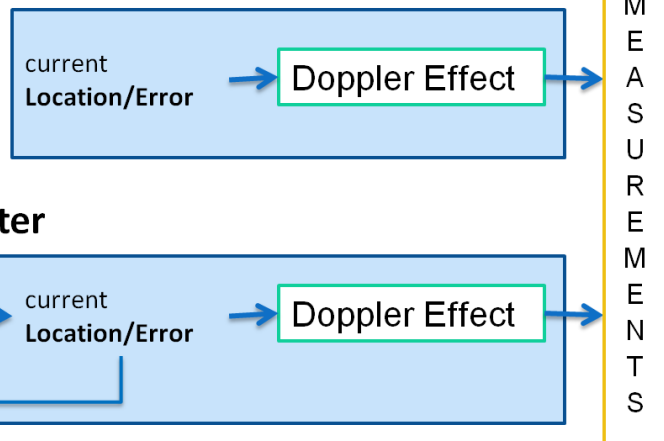 current
Location/Error
Doppler Effect
ter
current
Location/Error
Doppler Effect
M
E
A
S
U
R
E
M
E
N
T
S